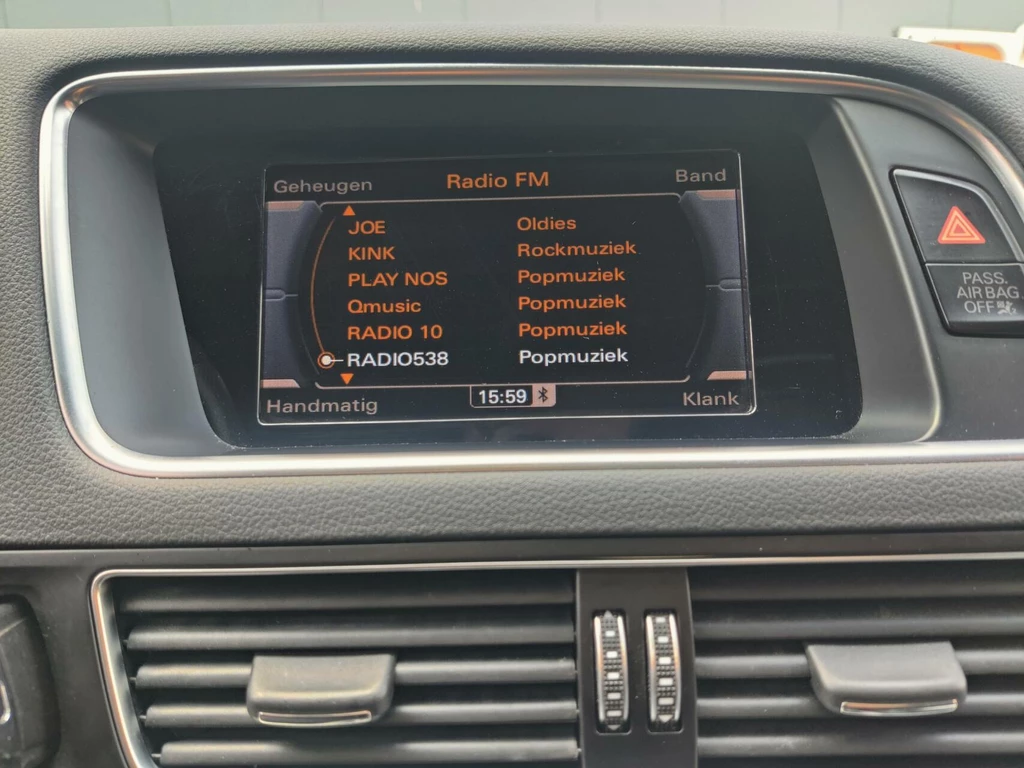 Geheugen Radio FM Band
JOE Oldies
KINK Rockmuziek
PLAY NOS Popmuziek
Qmusic Popmuziek
RADIO 10 Popmuziek
RADIO538 Popmuziek
Handmatig 15:59 Klank
PASS.
AIR BAG
OFF